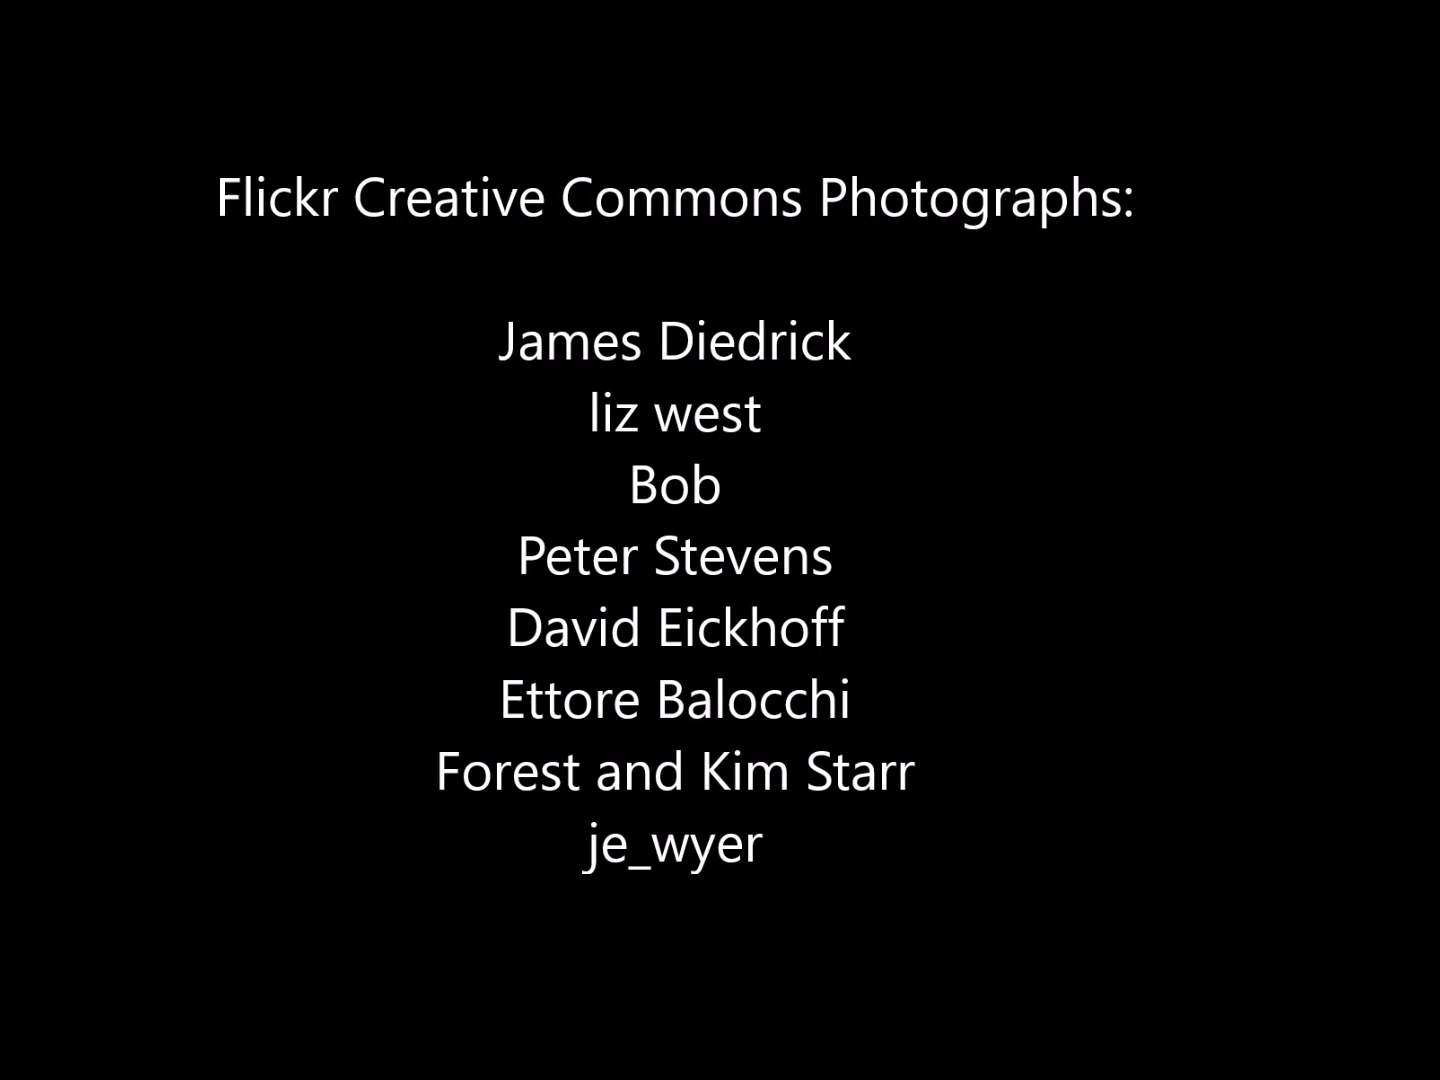 Flickr Creative Commons Photographs:
James Diedrick
liz west
Bob
Peter Stevens
David Eickhoff
Ettore Balocchi
Forest and Kim Starr
je_wyer